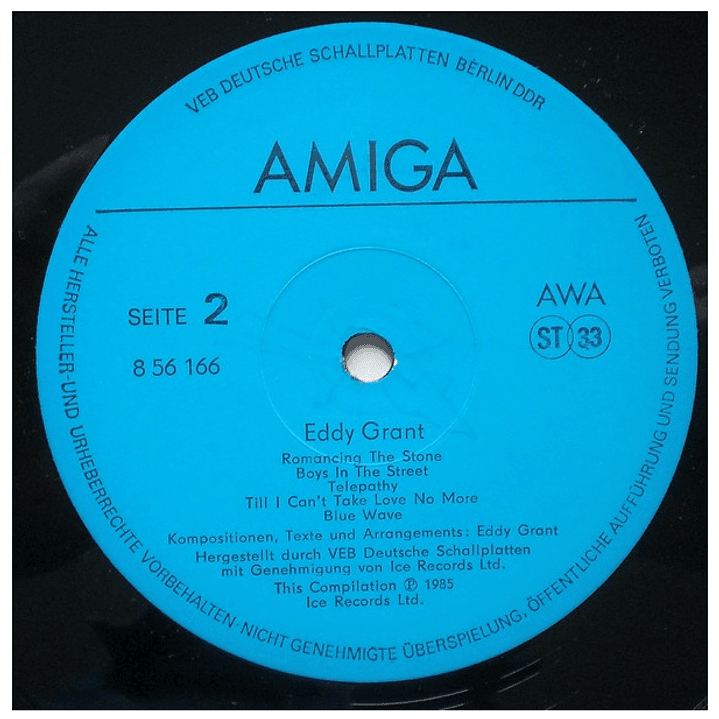 VEB DEUTSCHE SCHALLPLATTEN BERLIN DDR
AMIGA
SEITE 2
8 56 166
AWA
ST 33
Eddy Grant
Romancing The Stone
Boys In The Street
Telepathy
Till I Can't Take Love No More
Blue Wave
Kompositionen, Texte und Arrangements: Eddy Grant
Hergestellt durch VEB Deutsche Schallplatten
mit Genehmigung von Ice Records Ltd.
This Compilation ℗ 1985
Ice Records Ltd.
ALLE HERSTELLER- UND URHEBERRECHTE VORBEHALTEN · NICHT GENEHMIGTE ÜBERSPIELUNG, ÖFFENTLICHE AUFFÜHRUNG UND SENDUNG VERBOTEN